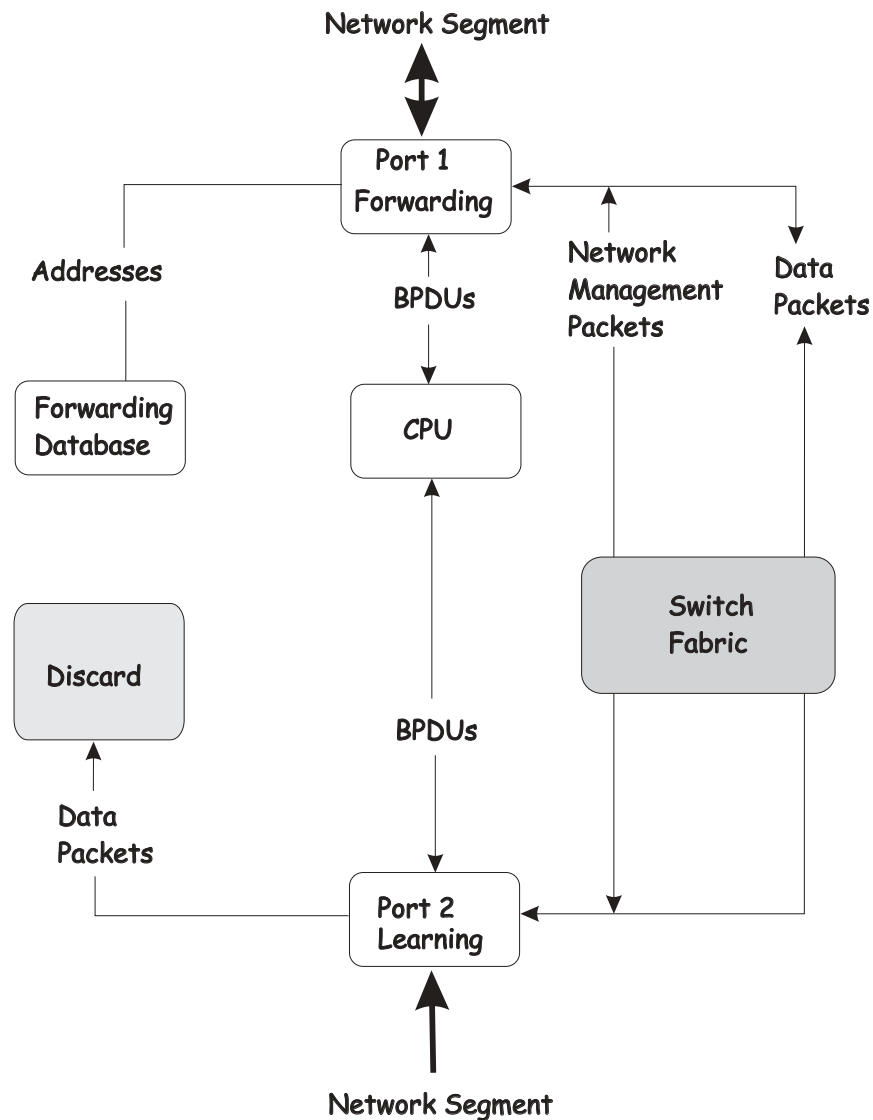 Network Segment
Port 1
Forwarding
Addresses
BPDUs
Network
Management
Packets
Data
Packets
Forwarding
Database
CPU
Switch
Fabric
Discard
BPDUs
Data
Packets
Port 2
Learning
Network Segment